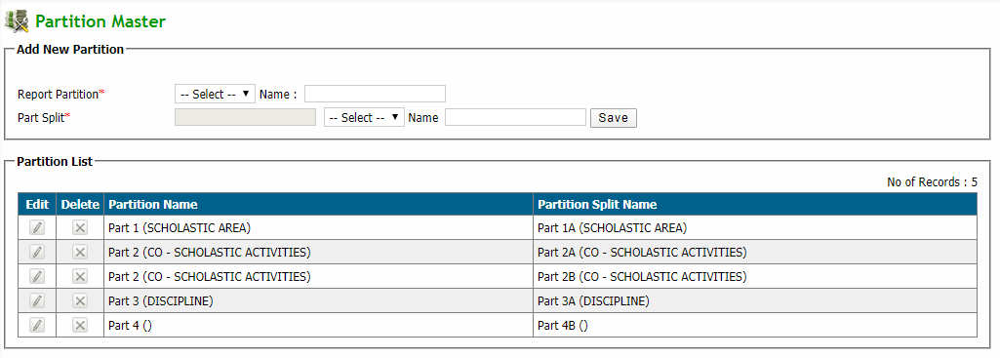 Partition Master
Add New Partition
Report Partition* -- Select -- Name :
Part Split* -- Select -- Name Save
Partition List
No of Records : 5
Edit Delete Partition Name Partition Split Name
Part 1 (SCHOLASTIC AREA) Part 1A (SCHOLASTIC AREA)
Part 2 (CO - SCHOLASTIC ACTIVITIES) Part 2A (CO - SCHOLASTIC ACTIVITIES)
Part 2 (CO - SCHOLASTIC ACTIVITIES) Part 2B (CO - SCHOLASTIC ACTIVITIES)
Part 3 (DISCIPLINE) Part 3A (DISCIPLINE)
Part 4 () Part 4B ()